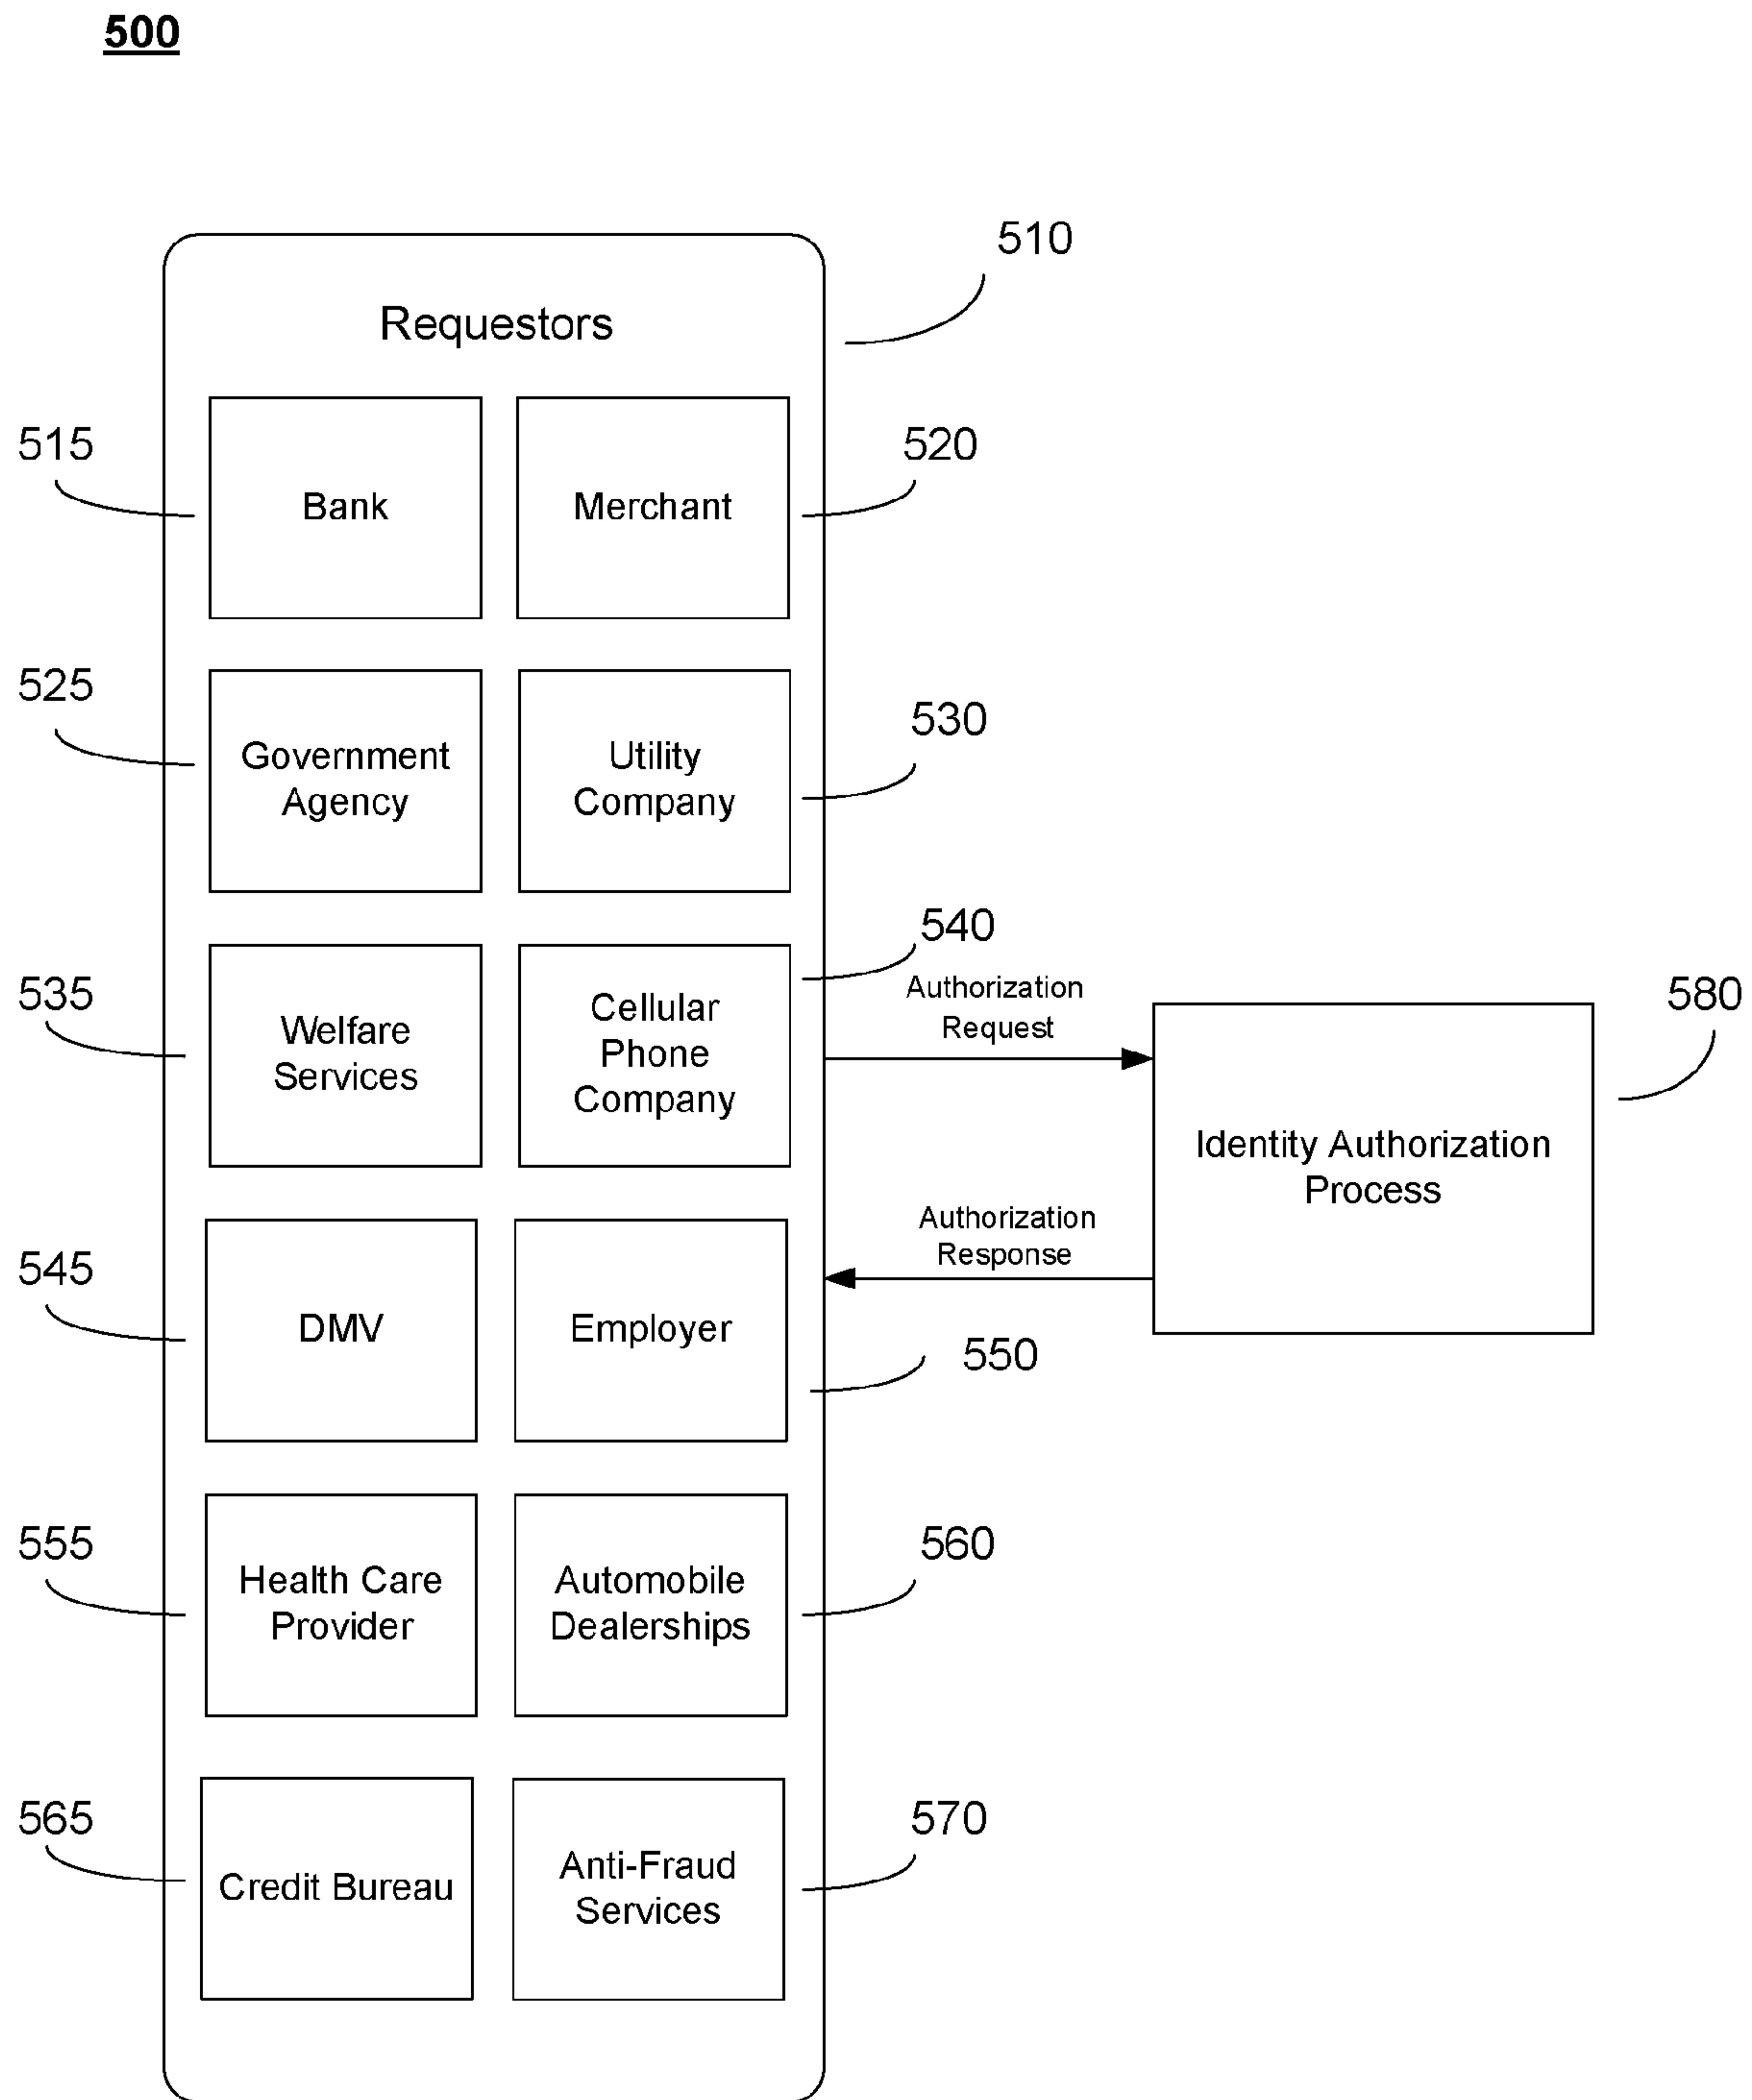 500
510
Requestors
515
520
Bank
Merchant
525
530
Government
Agency
Utility
Company
540
535
Welfare
Services
Cellular
Phone
Company
Authorization
Request
580
Identity Authorization
Process
Authorization
Response
545
DMV
Employer
550
555
560
Health Care
Provider
Automobile
Dealerships
565
570
Credit Bureau
Anti-Fraud
Services